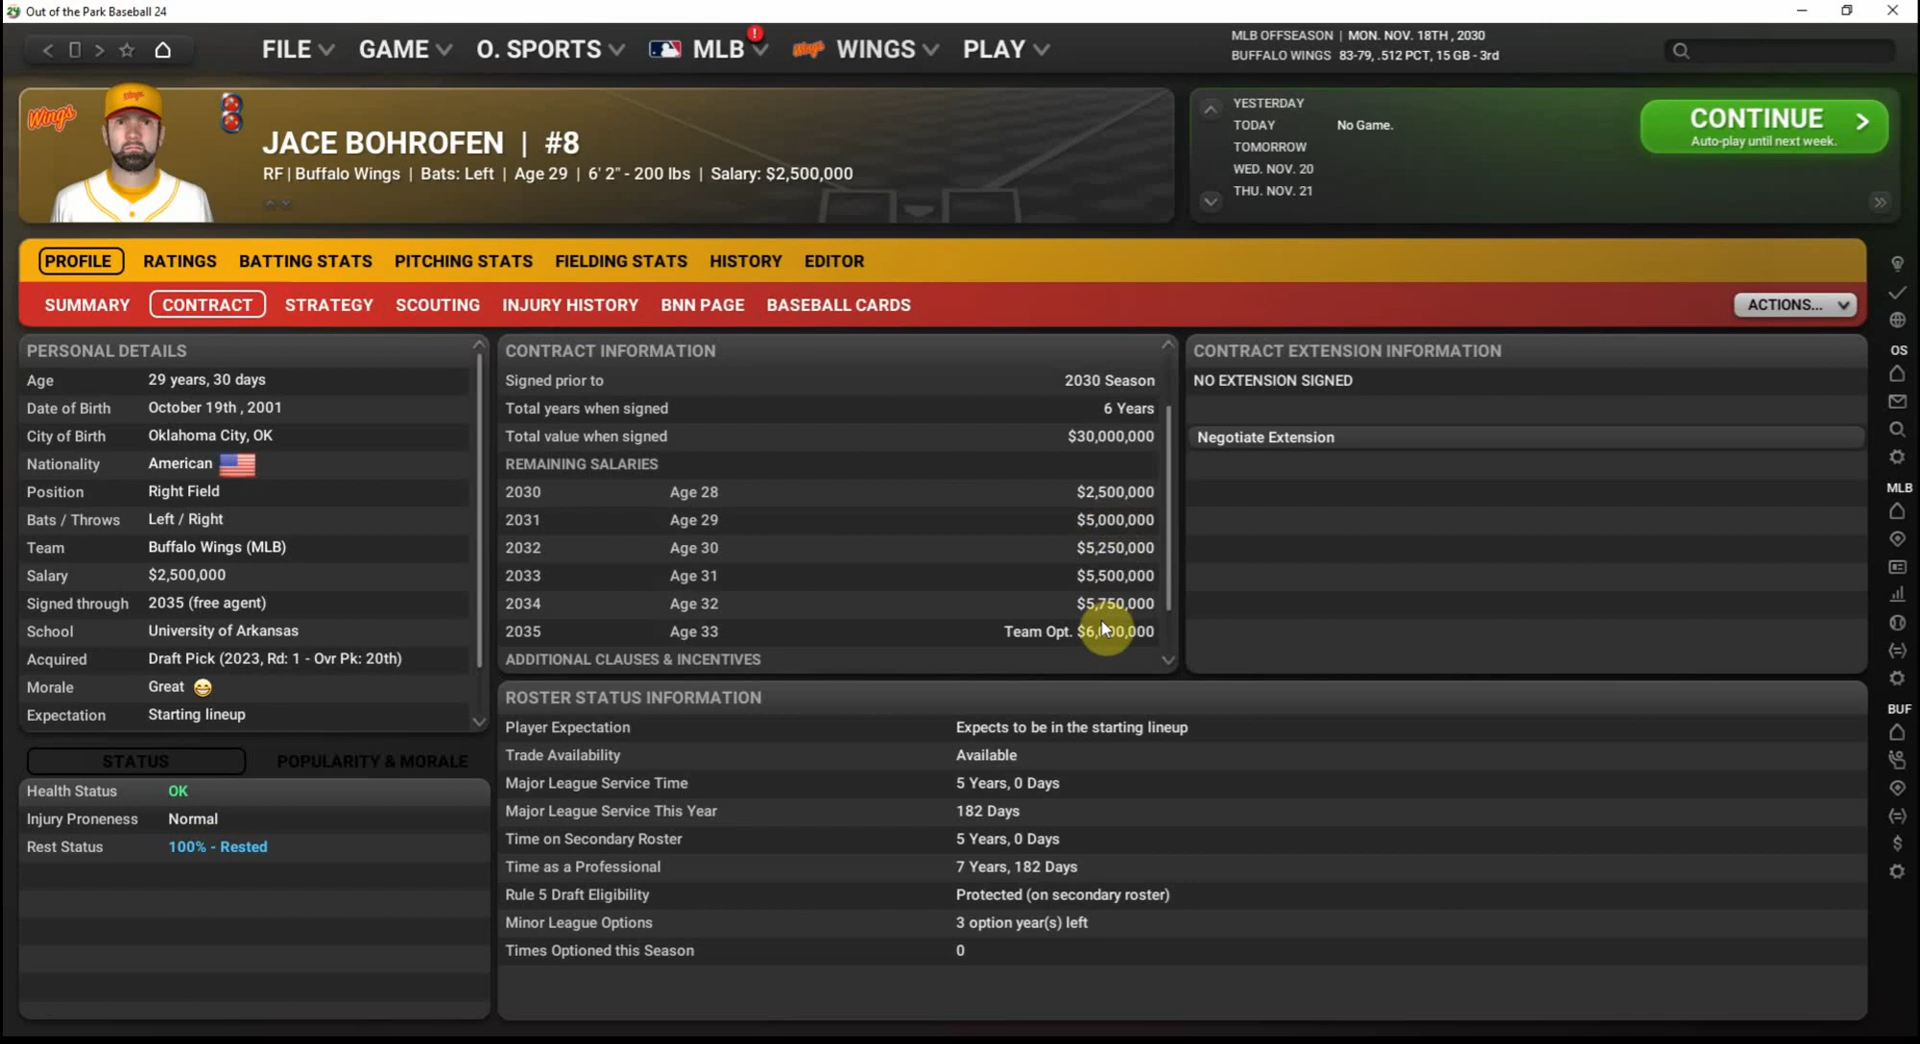 Out of the Park Baseball 24
FILE GAME O. SPORTS MLB WINGS PLAY
MLB OFFSEASON | MON. NOV. 18TH , 2030
BUFFALO WINGS 83-79, .512 PCT, 15 GB - 3rd
Wings
JACE BOHROFEN | #8
RF | Buffalo Wings | Bats: Left | Age 29 | 6' 2" - 200 lbs | Salary: $2,500,000
YESTERDAY
TODAY No Game.
TOMORROW
WED. NOV. 20
THU. NOV. 21
CONTINUE
Auto-play until next week.
PROFILE RATINGS BATTING STATS PITCHING STATS FIELDING STATS HISTORY EDITOR
SUMMARY CONTRACT STRATEGY SCOUTING INJURY HISTORY BNN PAGE BASEBALL CARDS
ACTIONS...
PERSONAL DETAILS
Age 29 years, 30 days
Date of Birth October 19th , 2001
City of Birth Oklahoma City, OK
Nationality American
Position Right Field
Bats / Throws Left / Right
Team Buffalo Wings (MLB)
Salary $2,500,000
Signed through 2035 (free agent)
School University of Arkansas
Acquired Draft Pick (2023, Rd: 1 - Ovr Pk: 20th)
Morale Great
Expectation Starting lineup
STATUS POPULARITY & MORALE
Health Status OK
Injury Proneness Normal
Rest Status 100% - Rested
CONTRACT INFORMATION
Signed prior to 2030 Season
Total years when signed 6 Years
Total value when signed $30,000,000
REMAINING SALARIES
2030 Age 28 $2,500,000
2031 Age 29 $5,000,000
2032 Age 30 $5,250,000
2033 Age 31 $5,500,000
2034 Age 32 $5,750,000
2035 Age 33 Team Opt.
ADDITIONAL CLAUSES & INCENTIVES
CONTRACT EXTENSION INFORMATION
NO EXTENSION SIGNED
Negotiate Extension
ROSTER STATUS INFORMATION
Player Expectation Expects to be in the starting lineup
Trade Availability Available
Major League Service Time 5 Years, 0 Days
Major League Service This Year 182 Days
Time on Secondary Roster 5 Years, 0 Days
Time as a Professional 7 Years, 182 Days
Rule 5 Draft Eligibility Protected (on secondary roster)
Minor League Options 3 option year(s) left
Times Optioned this Season 0
OS
MLB
BUF